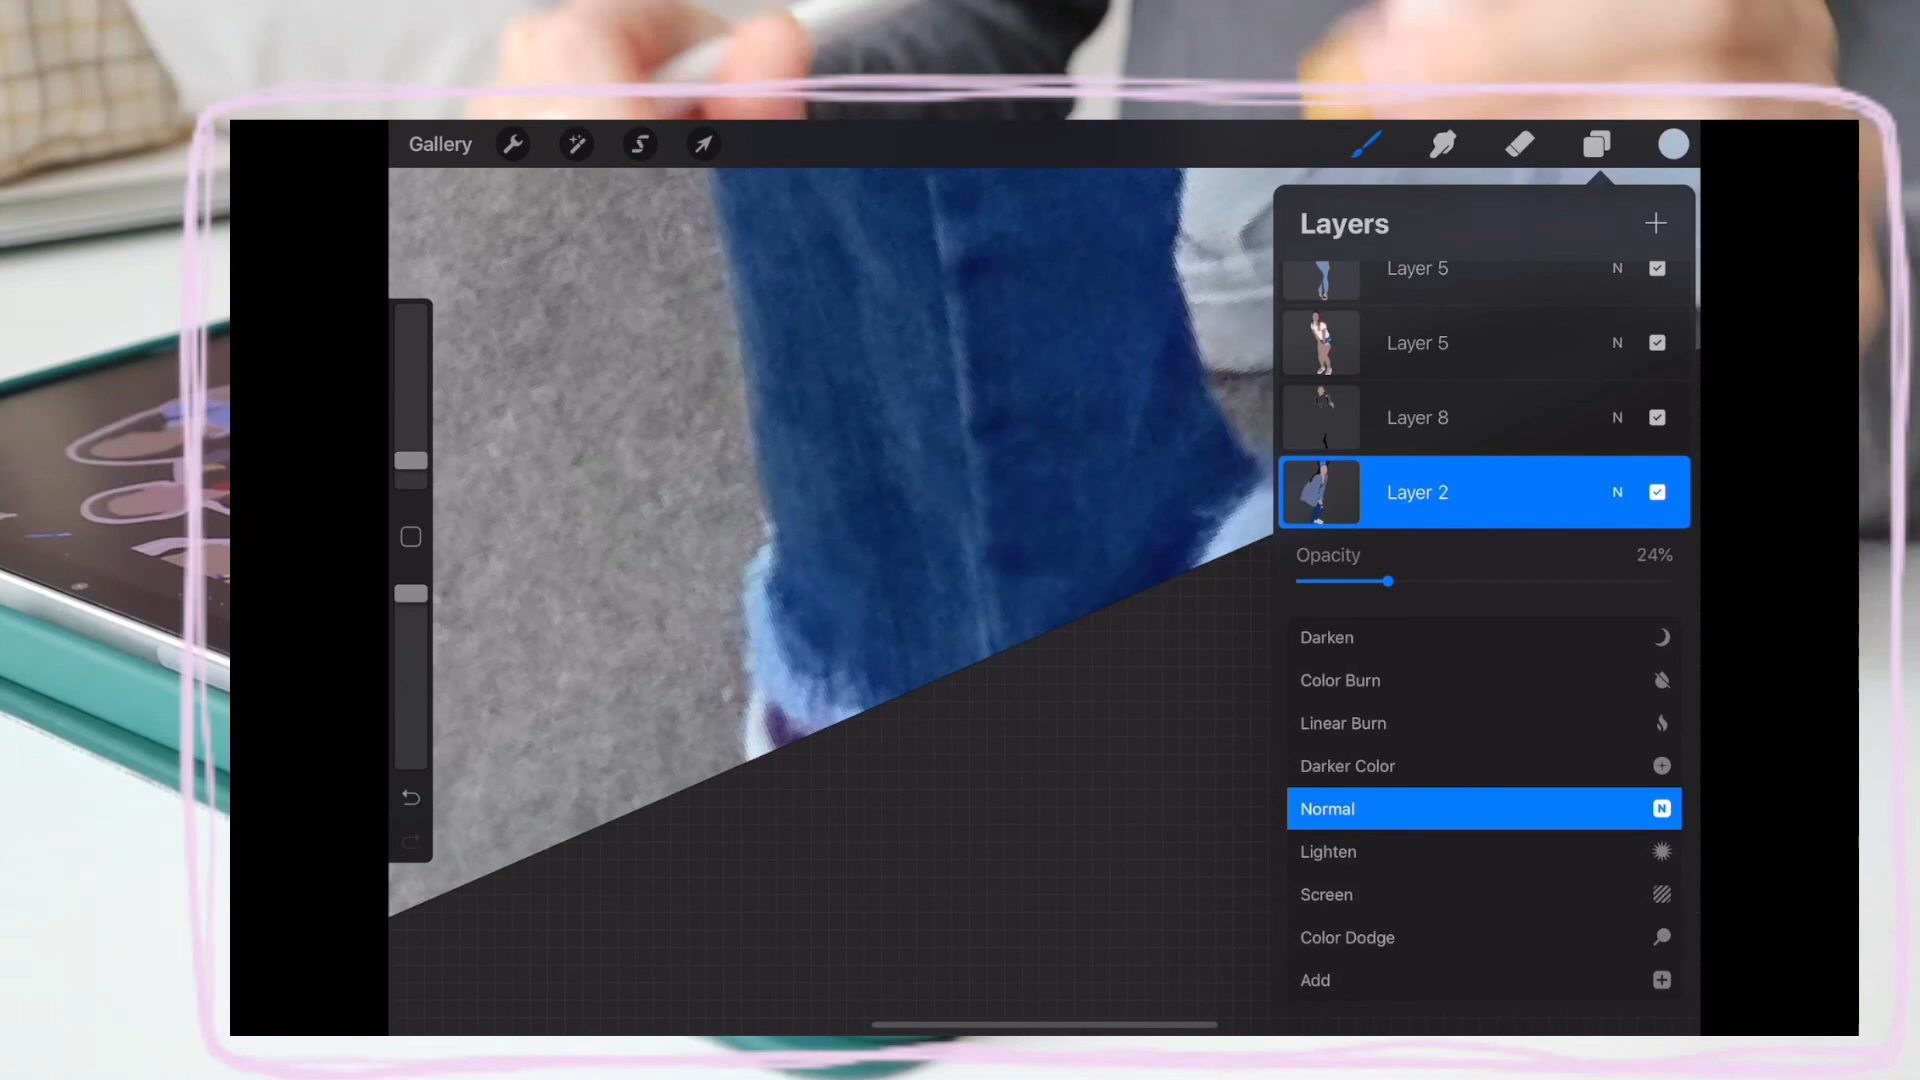 Gallery
Layers
Layer 5 N
Layer 5 N
Layer 8 N
Layer 2 N
Opacity 24%
Darken
Color Burn
Linear Burn
Darker Color
Normal N
Lighten
Screen
Color Dodge
Add